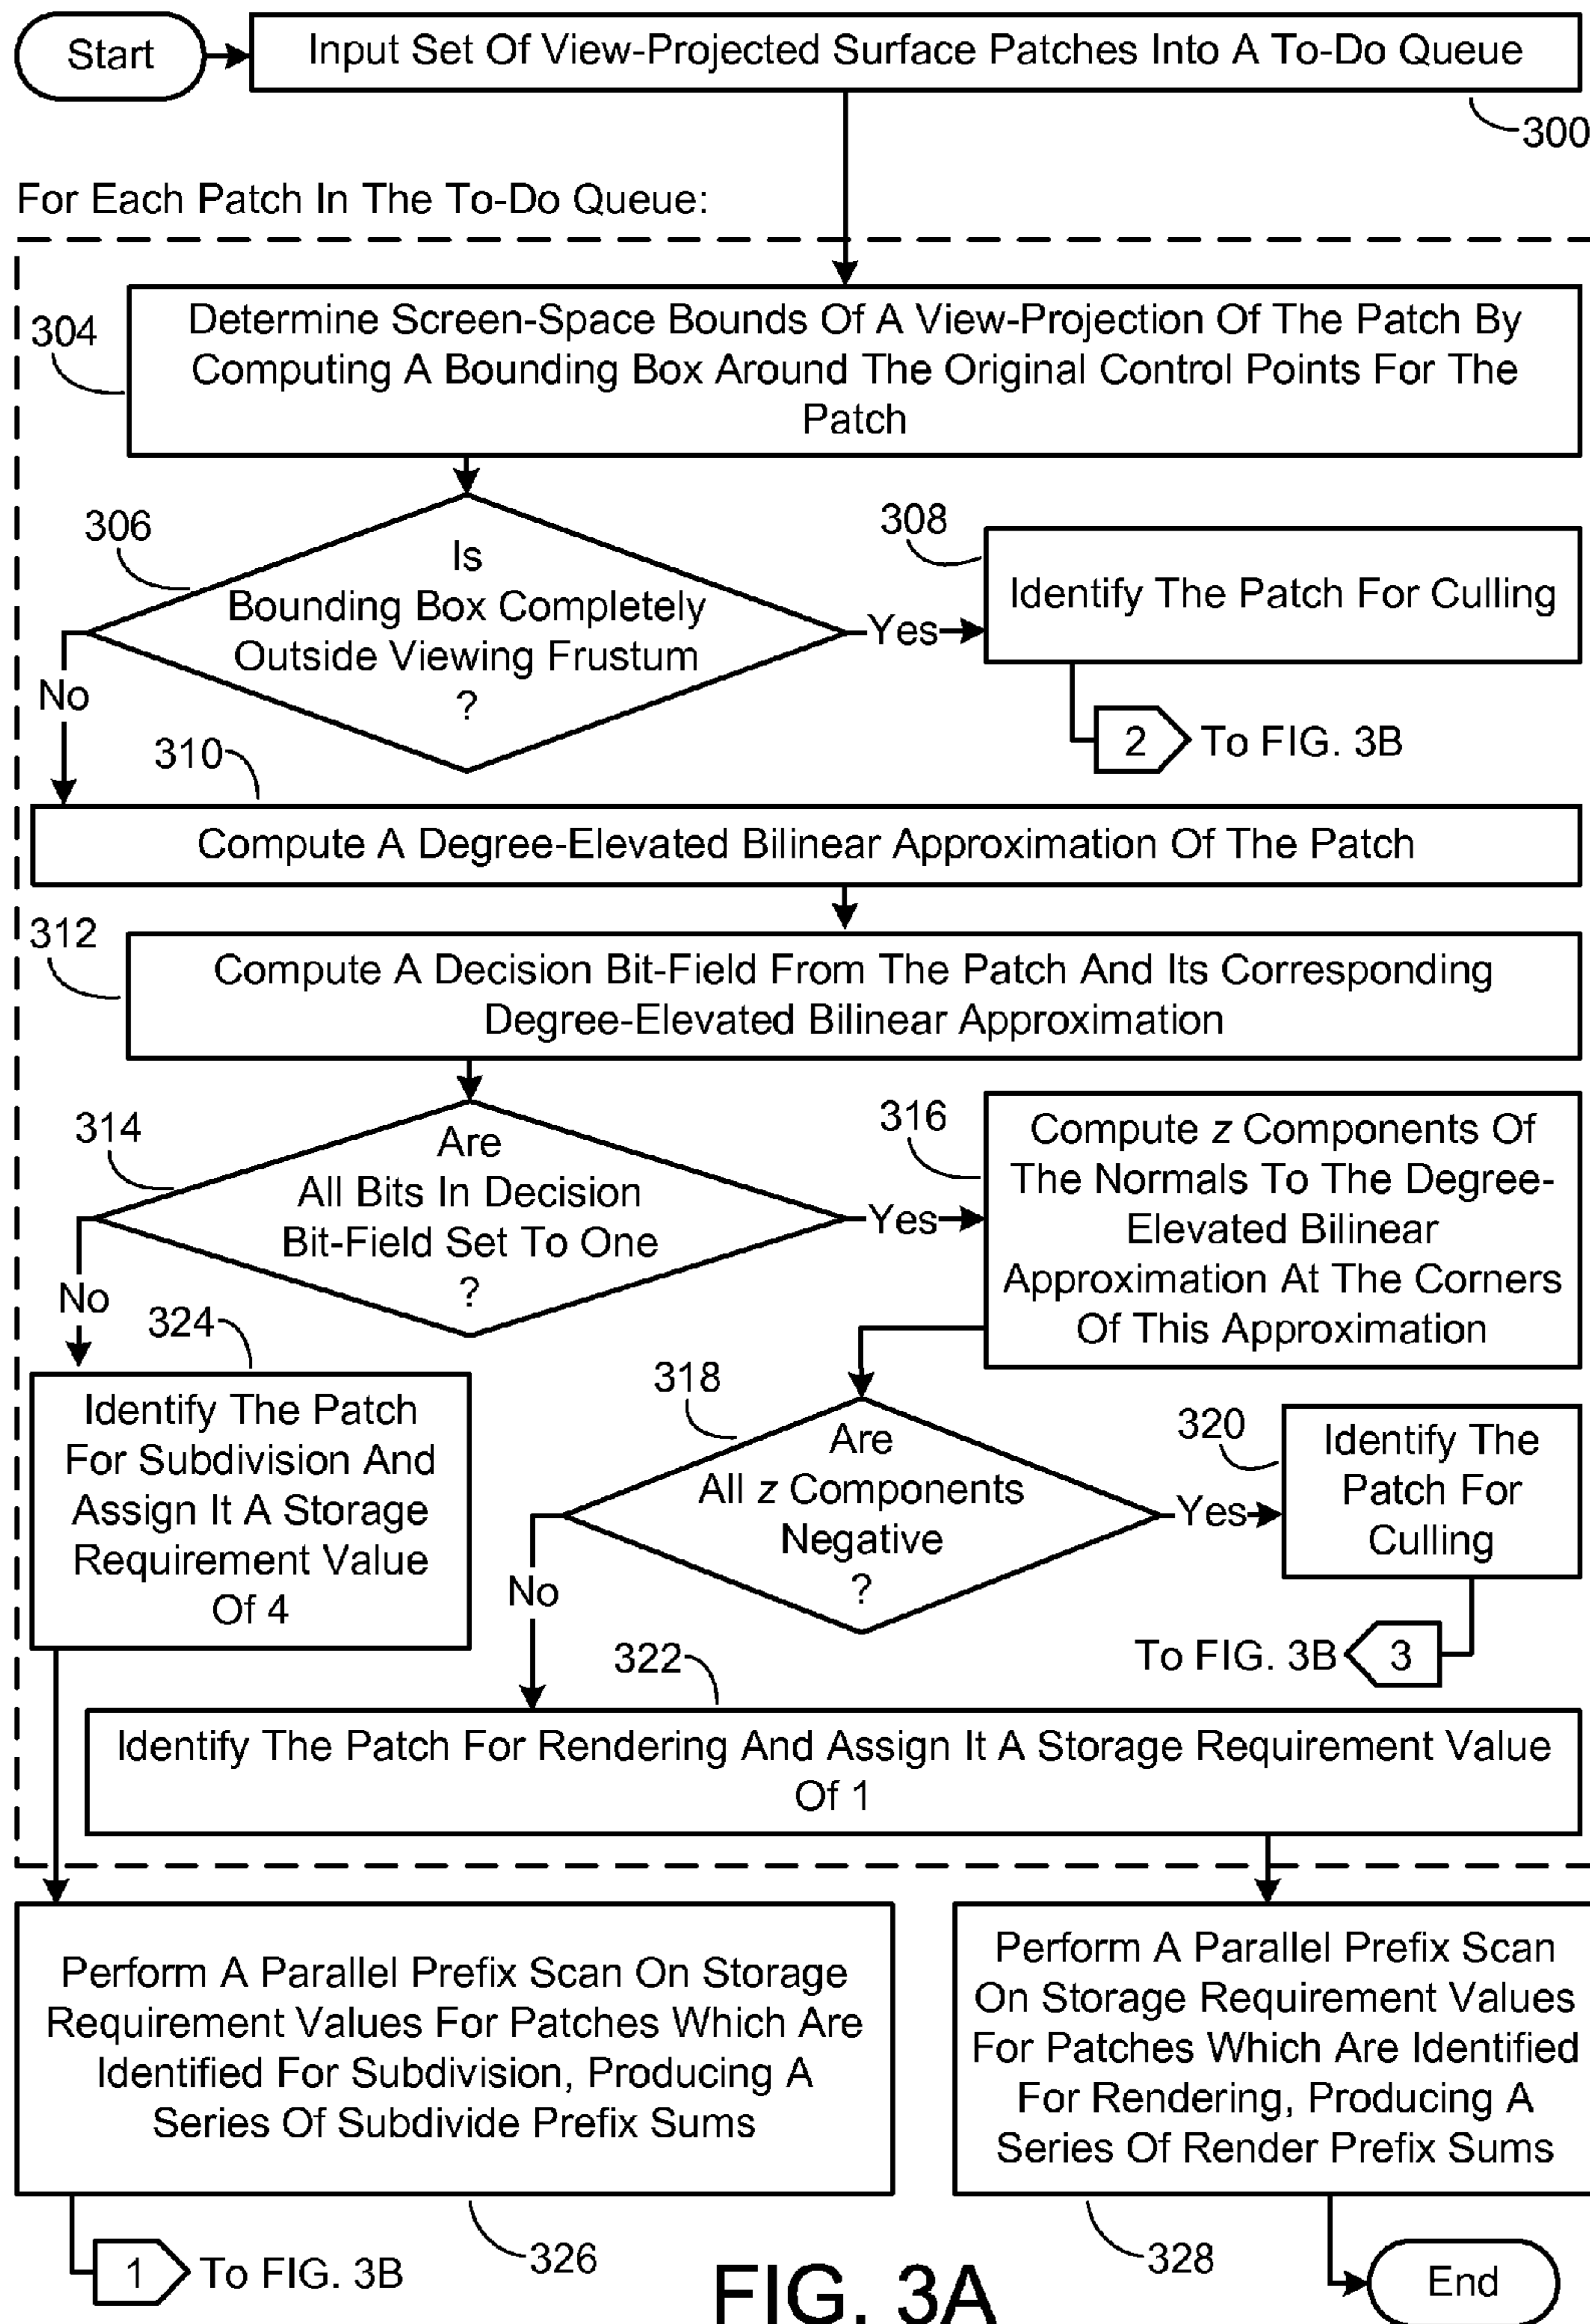 Start
Input Set Of View-Projected Surface Patches Into A To-Do Queue
300
For Each Patch In The To-Do Queue:
304
Determine Screen-Space Bounds Of A View-Projection Of The Patch By
Computing A Bounding Box Around The Original Control Points For The
Patch
306
Is
Bounding Box Completely
Outside Viewing Frustum
?
Yes
308
Identify The Patch For Culling
2
To FIG. 3B
No
310
Compute A Degree-Elevated Bilinear Approximation Of The Patch
312
Compute A Decision Bit-Field From The Patch And Its Corresponding
Degree-Elevated Bilinear Approximation
314
Are
All Bits In Decision
Bit-Field Set To One
?
Yes
316
Compute z Components Of
The Normals To The Degree-
Elevated Bilinear
Approximation At The Corners
Of This Approximation
No
324
Identify The Patch
For Subdivision And
Assign It A Storage
Requirement Value
Of 4
318
Are
All z Components
Negative
?
Yes
320
Identify The
Patch For
Culling
To FIG. 3B
3
No
322
Identify The Patch For Rendering And Assign It A Storage Requirement Value
Of 1
Perform A Parallel Prefix Scan On Storage
Requirement Values For Patches Which Are
Identified For Subdivision, Producing A
Series Of Subdivide Prefix Sums
326
1
To FIG. 3B
Perform A Parallel Prefix Scan
On Storage Requirement Values
For Patches Which Are Identified
For Rendering, Producing A
Series Of Render Prefix Sums
328
End
FIG. 3A